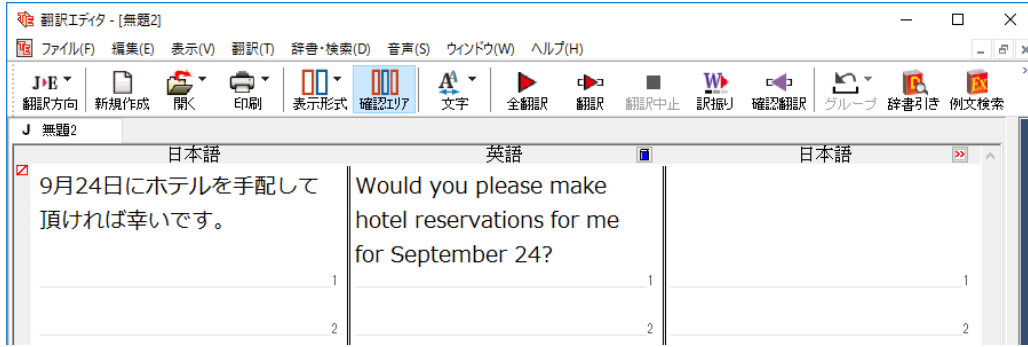 翻訳エディタ - [無題2]
ファイル(F) 編集(E) 表示(V) 翻訳(T) 辞書・検索(D) 音声(S) ウィンドウ(W) ヘルプ(H)
J▸E
翻訳方向 新規作成 開く 印刷 表示形式 確認エリア 文字 全翻訳 翻訳 翻訳中止 訳振り 確認翻訳 グループ 辞書引き 例文検索
J 無題2
日本語 英語 日本語
9月24日にホテルを手配して
頂ければ幸いです。
Would you please make
hotel reservations for me
for September 24?
1 1 1
2 2 2